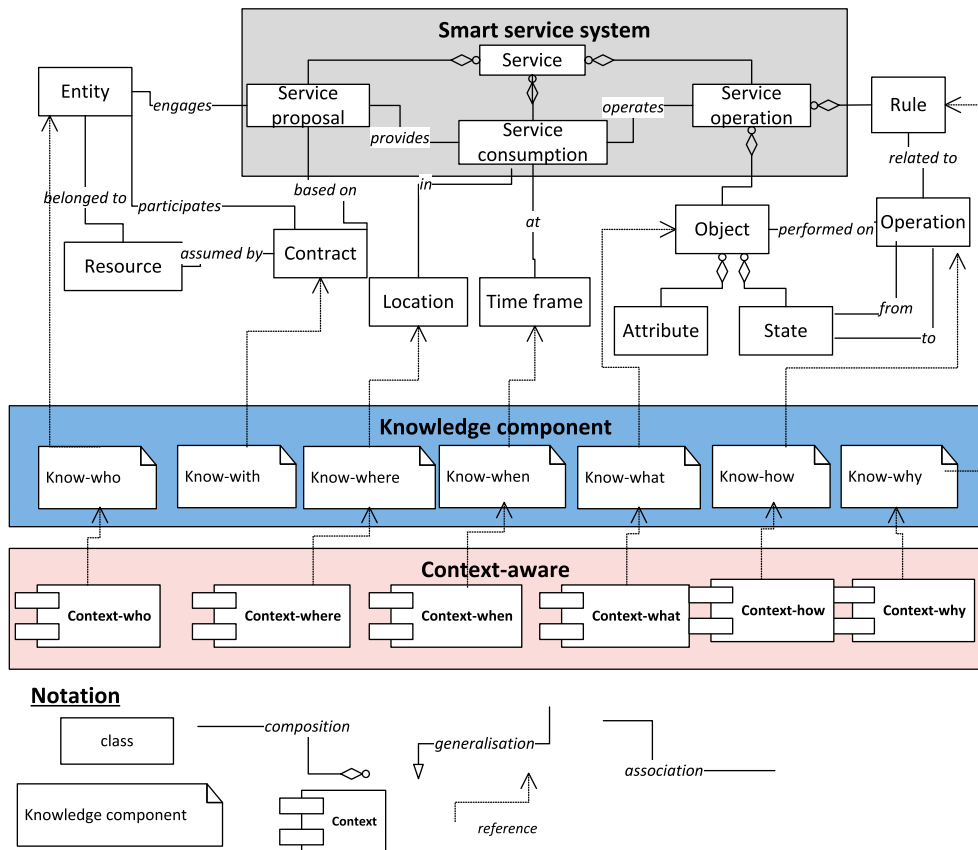 Smart service system
Service
Entity
engages
Service
proposal
provides
Service
consumption
operates
Service
operation
Rule
related to
belonged to
participates
based on
in
at
Object
performed on
Operation
Resource
assumed by
Contract
Location
Time frame
Attribute
State
from
to
Knowledge component
Know-who
Know-with
Know-where
Know-when
Know-what
Know-how
Know-why
Context-aware
Context-who
Context-where
Context-when
Context-what
Context-how
Context-why
Notation
class
composition
generalisation
association
Knowledge component
Context
reference